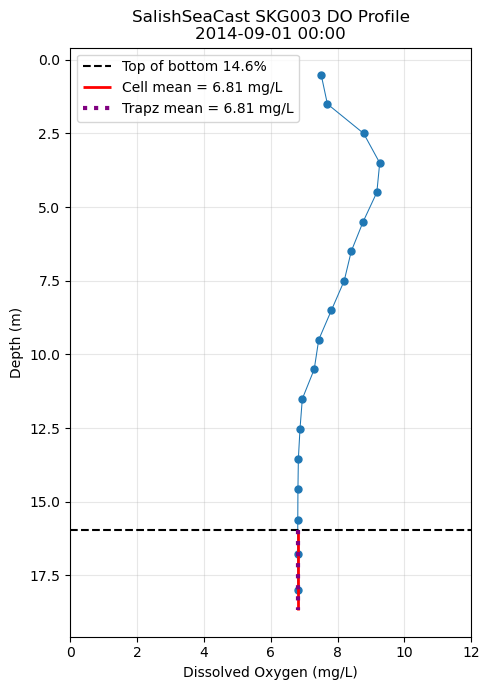 SalishSeaCast SKG003 DO Profile
2014-09-01 00:00
Top of bottom 14.6%
Cell mean = 6.81 mg/L
Trapz mean = 6.81 mg/L
0.0
2.5
5.0
7.5
10.0
12.5
15.0
17.5
Depth (m)
0
2
4
6
8
10
12
Dissolved Oxygen (mg/L)